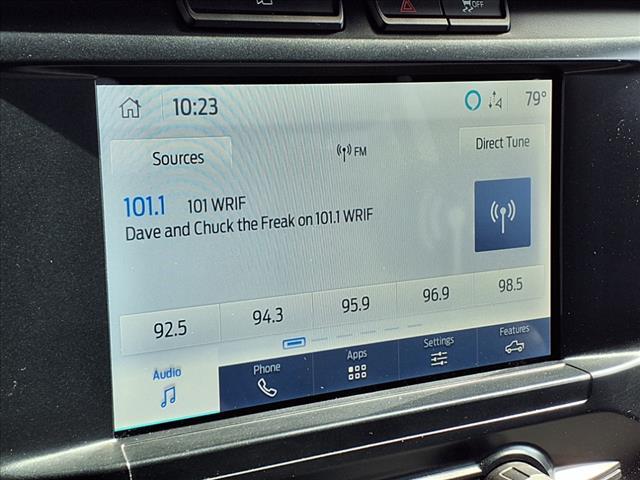 OFF
10:23
79°
Sources
FM
Direct Tune
101.1 101 WRIF
Dave and Chuck the Freak on 101.1 WRIF
92.5 94.3 95.9 96.9 98.5
Audio Phone Apps Settings Features